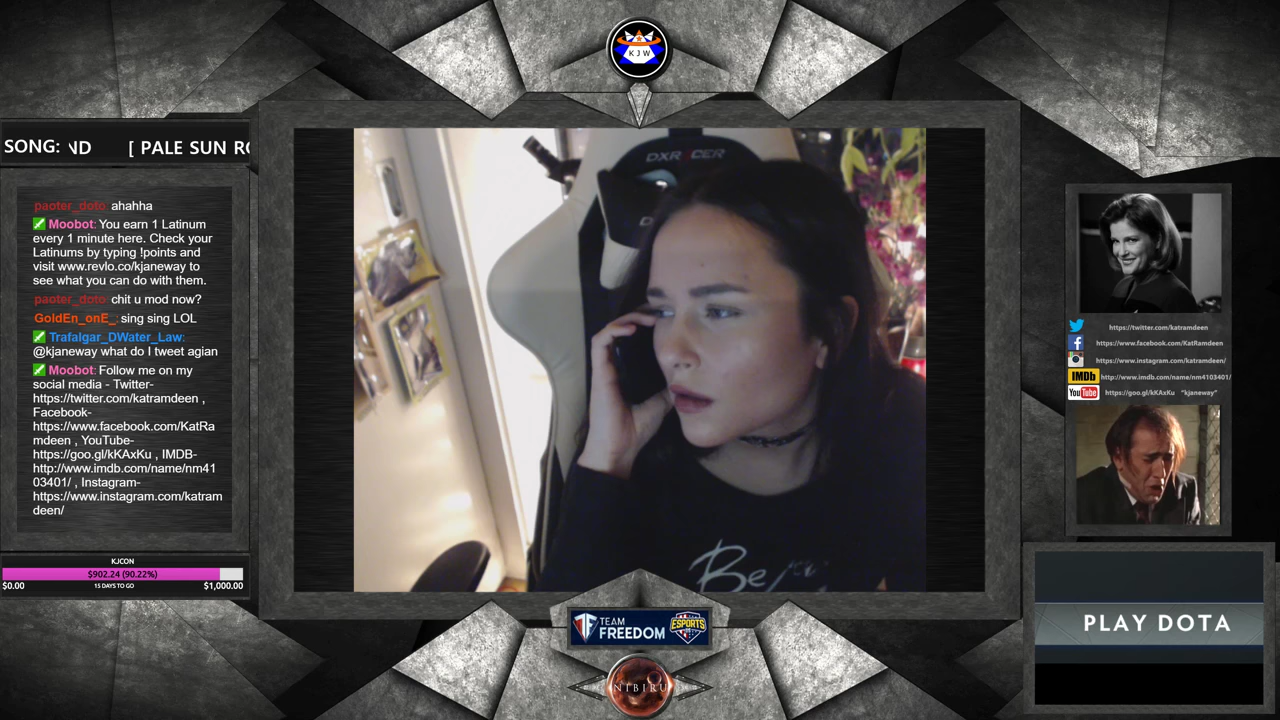 K J W
SONG: ND [ PALE SUN RO
paoter_doto: ahahha
Moobot: You earn 1 Latinum
every 1 minute here. Check your
Latinums by typing !points and
visit www.revlo.co/kjaneway to
see what you can do with them.
paoter_doto: chit u mod now?
GoldEn_onE_: sing sing LOL
Trafalgar_DWater_Law:
@kjaneway what do I tweet agian
Moobot: Follow me on my
social media - Twitter-
https://twitter.com/katramdeen ,
Facebook-
https://www.facebook.com/KatRa
mdeen , YouTube-
https://goo.gl/kKAxKu , IMDB-
http://www.imdb.com/name/nm41
03401/ , Instagram-
https://www.instagram.com/katram
deen/
KJCON
$902.24 (90.22%)
$0.00 15 DAYS TO GO $1,000.00
DXRACER
Be
TEAM
FREEDOM
ESPORTS
NIBIRU
https://twitter.com/katramdeen
https://www.facebook.com/KatRamdeen
https://www.instagram.com/katramdeen/
IMDb http://www.imdb.com/name/nm4103401/
YouTube https://goo.gl/kKAxKu "kjaneway"
PLAY DOTA